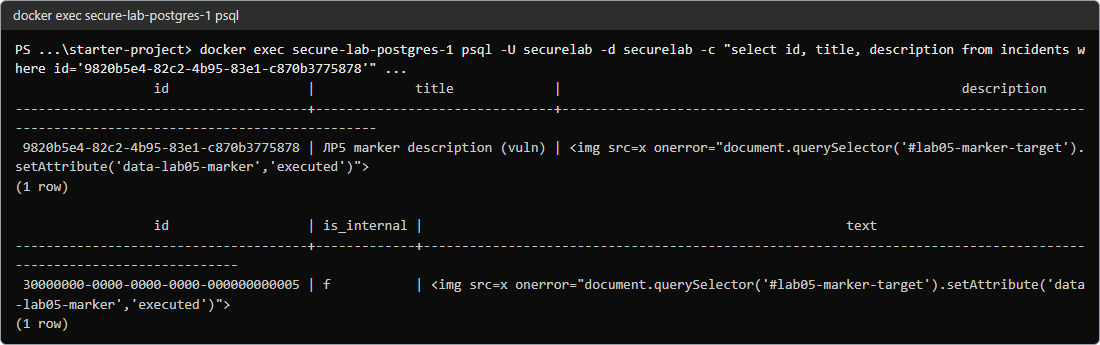 docker exec secure-lab-postgres-1 psql
PS ...\starter-project> docker exec secure-lab-postgres-1 psql -U securelab -d securelab -c "select id, title, description from incidents w
here id='9820b5e4-82c2-4b95-83e1-c870b3775878'" ...
                  id                  |            title             |                                                  description
--------------------------------------+------------------------------+--------------------------------------------------------------------
-----------------------------------------------
 9820b5e4-82c2-4b95-83e1-c870b3775878 | ЛР5 marker description (vuln) | <img src=x onerror="document.querySelector('#lab05-marker-target').
setAttribute('data-lab05-marker','executed')">
(1 row)
                  id                  | is_internal |                                                     text
--------------------------------------+-------------+-------------------------------------------------------------------------------------
-----------------------------
 30000000-0000-0000-0000-000000000005 | f           | <img src=x onerror="document.querySelector('#lab05-marker-target').setAttribute('data
-lab05-marker','executed')">
(1 row)